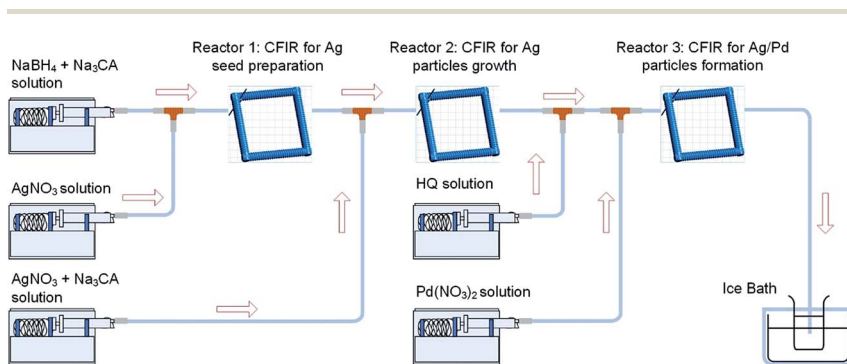 NaBH₄ + Na₃CA
solution
Reactor 1: CFIR for Ag
seed preparation
Reactor 2: CFIR for Ag
particles growth
Reactor 3: CFIR for Ag/Pd
particles formation
AgNO₃ solution
HQ solution
AgNO₃ + Na₃CA
solution
Pd(NO₃)₂ solution
Ice Bath